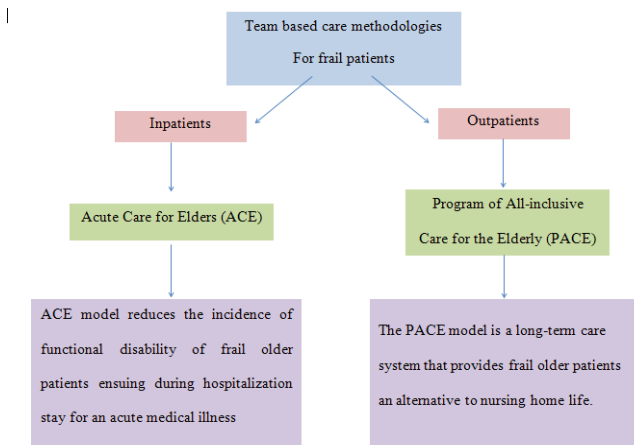 Team based care methodologies
For frail patients
Inpatients
Outpatients
Acute Care for Elders (ACE)
Program of All-inclusive
Care for the Elderly (PACE)
ACE model reduces the incidence of
functional disability of frail older
patients ensuing during hospitalization
stay for an acute medical illness
The PACE model is a long-term care
system that provides frail older patients
an alternative to nursing home life.